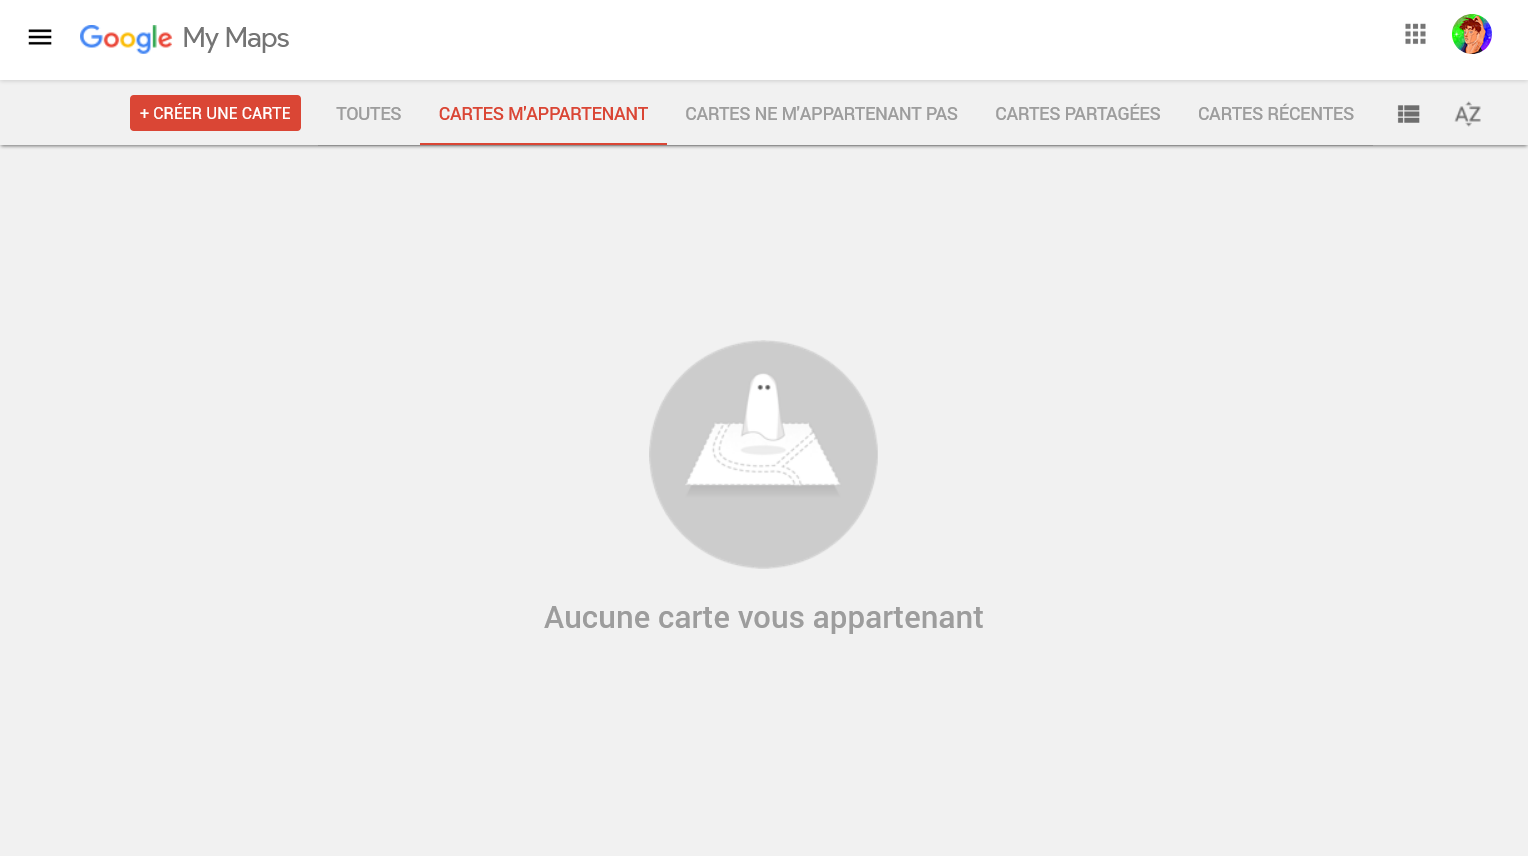 Google My Maps
+ CRÉER UNE CARTE TOUTES CARTES M'APPARTENANT CARTES NE M'APPARTENANT PAS CARTES PARTAGÉES CARTES RÉCENTES AZ
Aucune carte vous appartenant